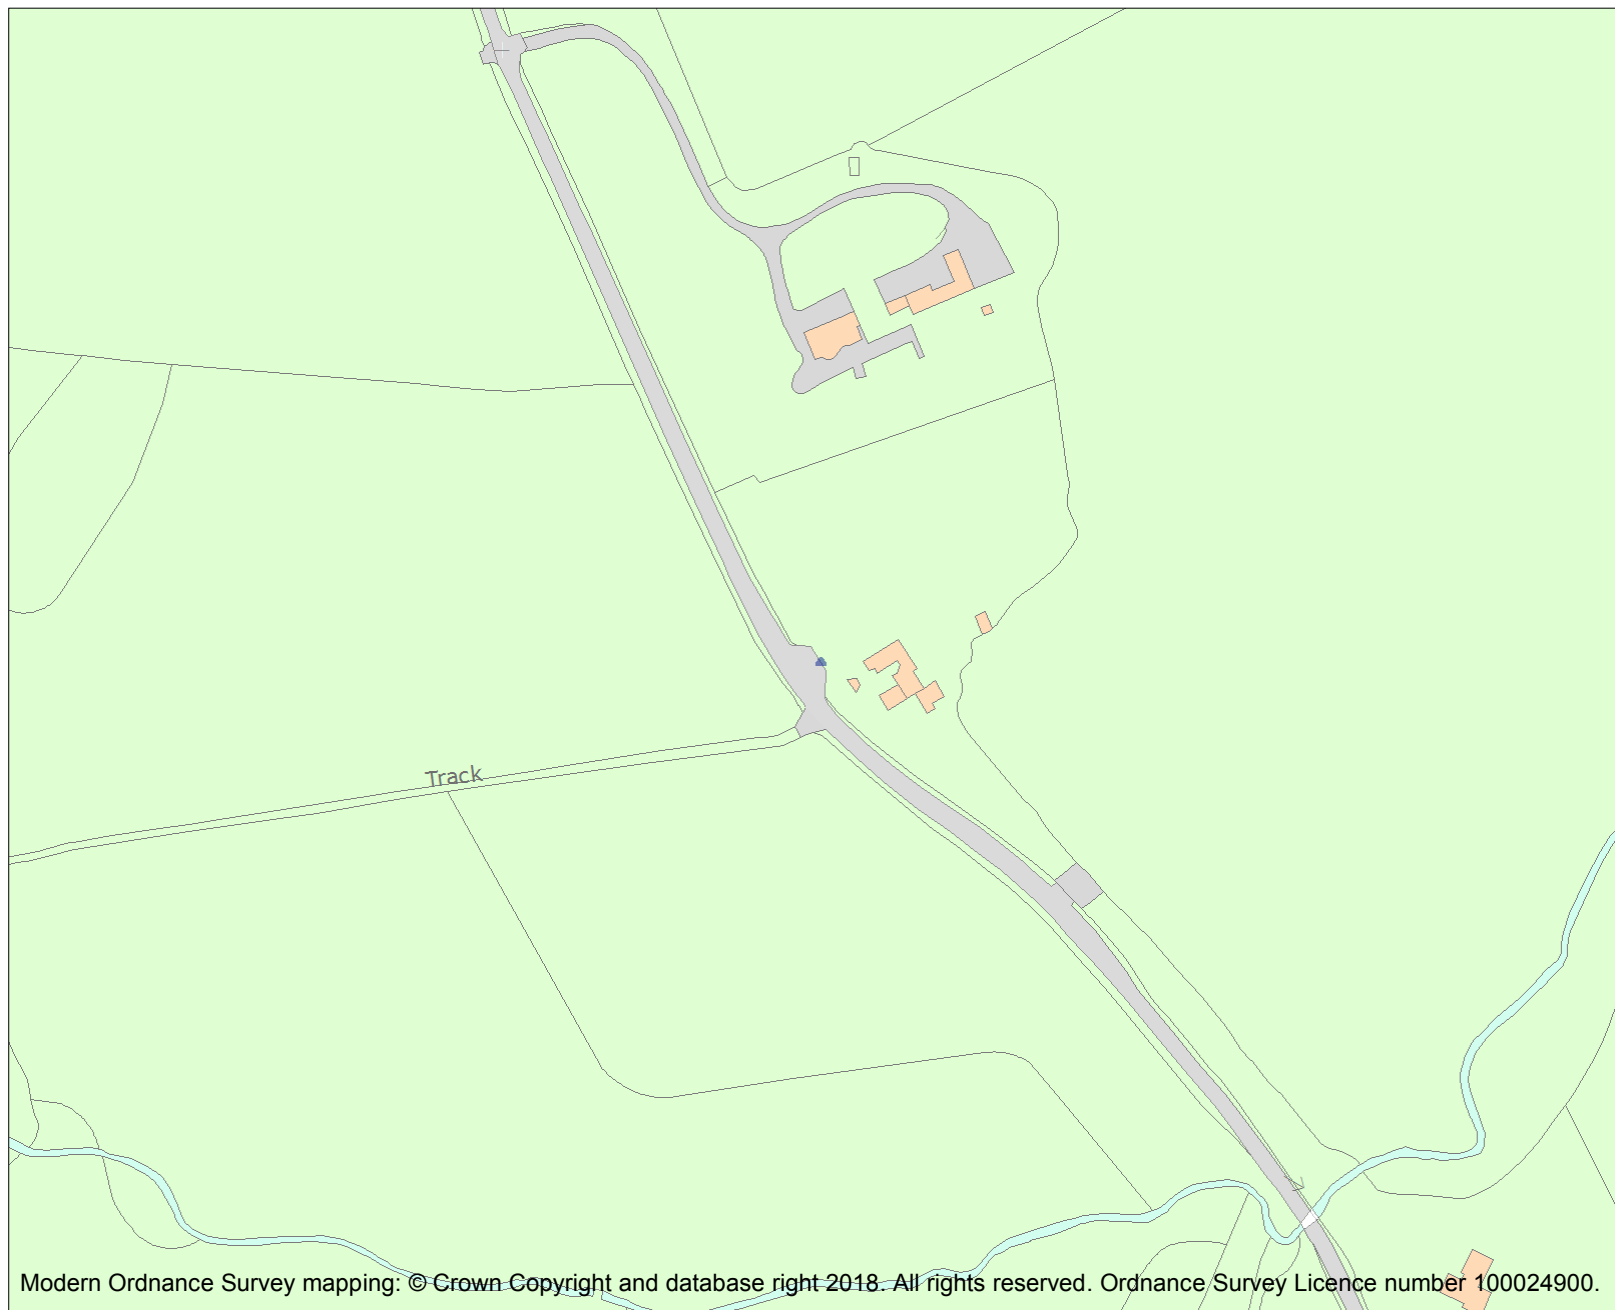 Track
Modern Ordnance Survey mapping: © Crown Copyright and database right 2018. All rights reserved. Ordnance Survey Licence number 100024900.